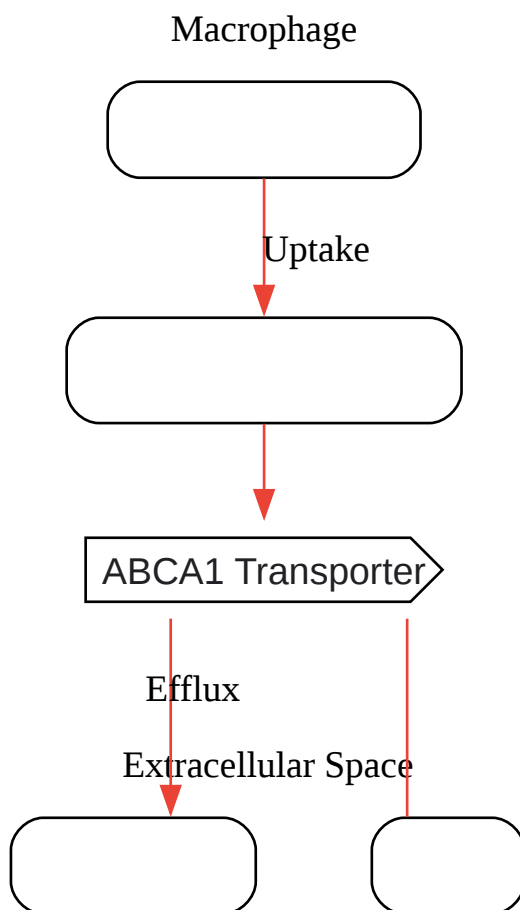 Macrophage
Uptake
ABCA1 Transporter
Efflux
Extracellular Space